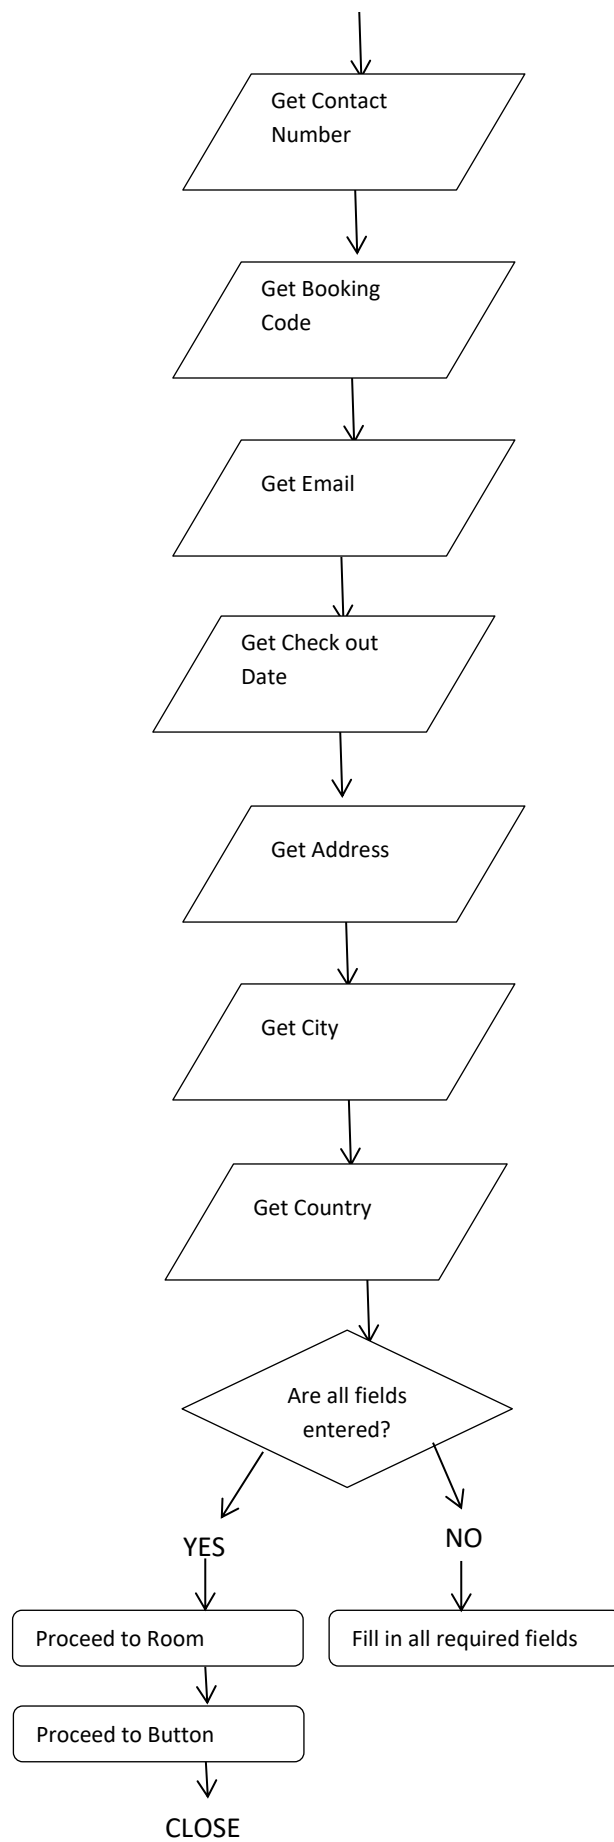 Get Contact
Number
Get Booking
Code
Get Email
Get Check out
Date
Get Address
Get City
Get Country
Are all fields
entered?
YES
NO
Proceed to Room
Fill in all required fields
Proceed to Button
CLOSE